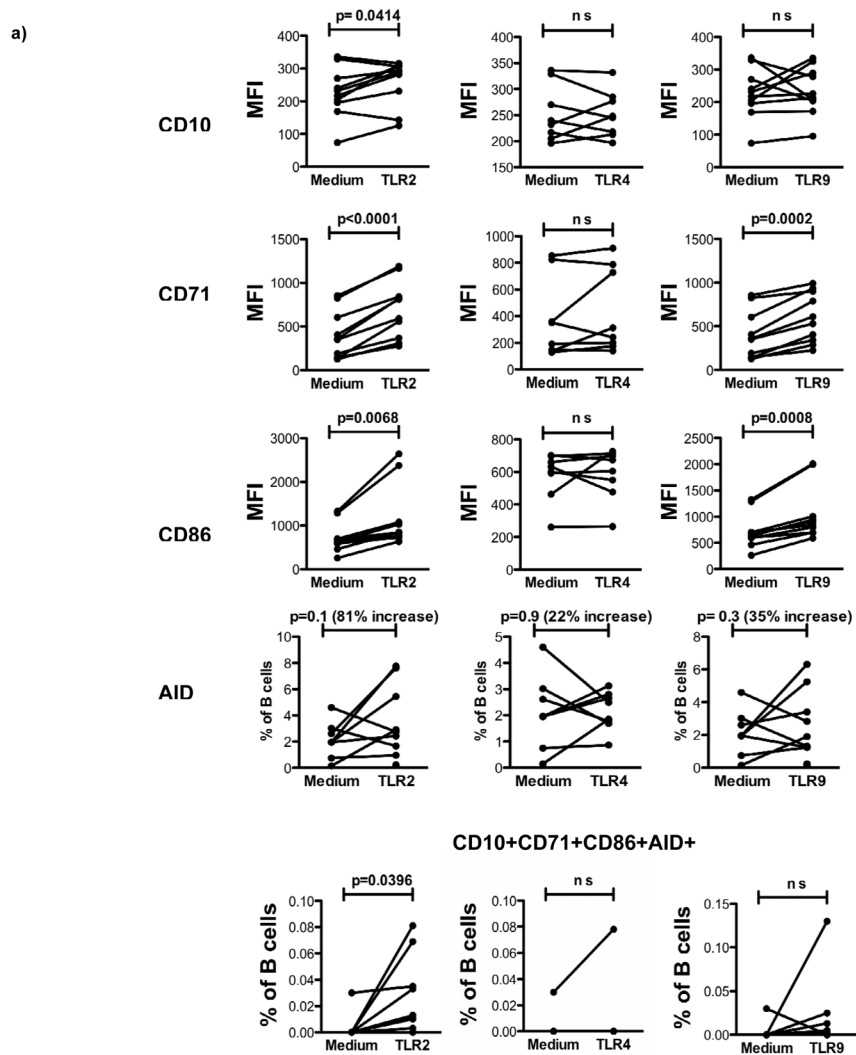 a)
p= 0.0414
n s
n s
CD10
MFI
400
300
200
100
0
Medium TLR2
MFI
400
350
300
250
200
150
Medium TLR4
MFI
400
300
200
100
0
Medium TLR9
p<0.0001
n s
p=0.0002
CD71
MFI
1500
1000
500
0
Medium TLR2
MFI
1000
800
600
400
200
0
Medium TLR4
MFI
1500
1000
500
0
Medium TLR9
p=0.0068
n s
p=0.0008
CD86
MFI
3000
2000
1000
0
Medium TLR2
MFI
800
600
400
200
0
Medium TLR4
MFI
2500
2000
1500
1000
500
0
Medium TLR9
p=0.1 (81% increase)
p=0.9 (22% increase)
p= 0.3 (35% increase)
AID
% of B cells
10
8
6
4
2
0
Medium TLR2
% of B cells
5
4
3
2
1
0
Medium TLR4
% of B cells
8
6
4
2
0
Medium TLR9
CD10+CD71+CD86+AID+
p=0.0396
n s
n s
% of B cells
0.10
0.08
0.06
0.04
0.02
0.00
Medium TLR2
% of B cells
0.10
0.08
0.06
0.04
0.02
0.00
Medium TLR4
% of B cells
0.15
0.10
0.05
0.00
Medium TLR9